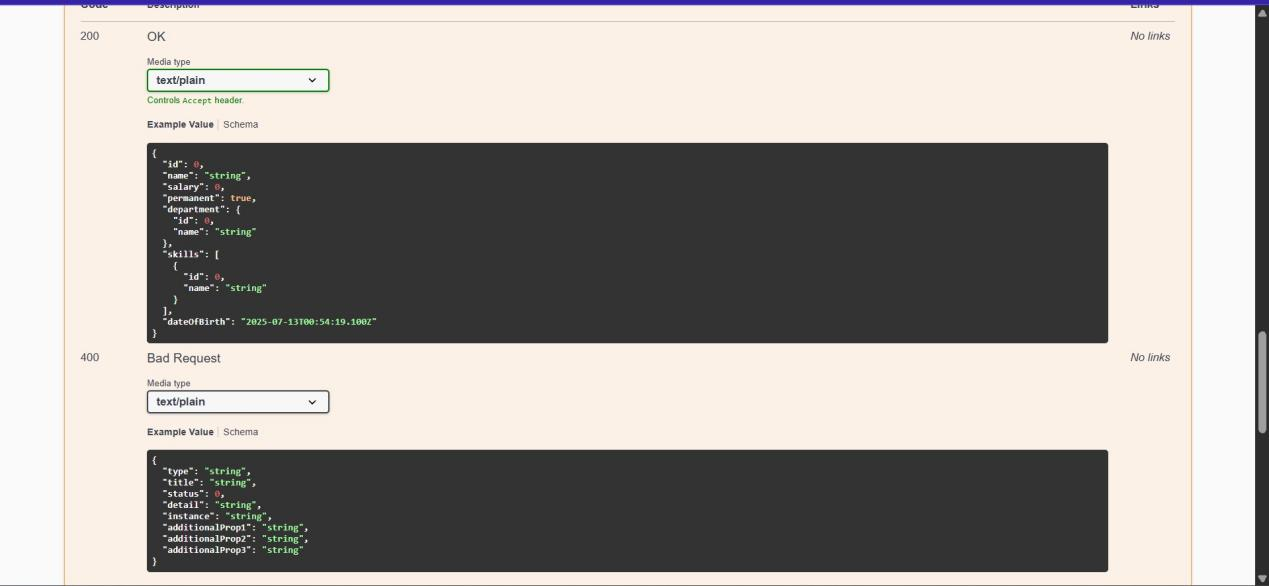 Code Description Links
200 OK No links
Media type
text/plain
Controls Accept header.
Example Value Schema
{
  "id": 0,
  "name": "string",
  "salary": 0,
  "permanent": true,
  "department": {
    "id": 0,
    "name": "string"
  },
  "skills": [
    {
      "id": 0,
      "name": "string"
    }
  ],
  "dateOfBirth": "2025-07-13T00:54:19.100Z"
}
400 Bad Request No links
Media type
text/plain
Example Value Schema
{
  "type": "string",
  "title": "string",
  "status": 0,
  "detail": "string",
  "instance": "string",
  "additionalProp1": "string",
  "additionalProp2": "string",
  "additionalProp3": "string"
}